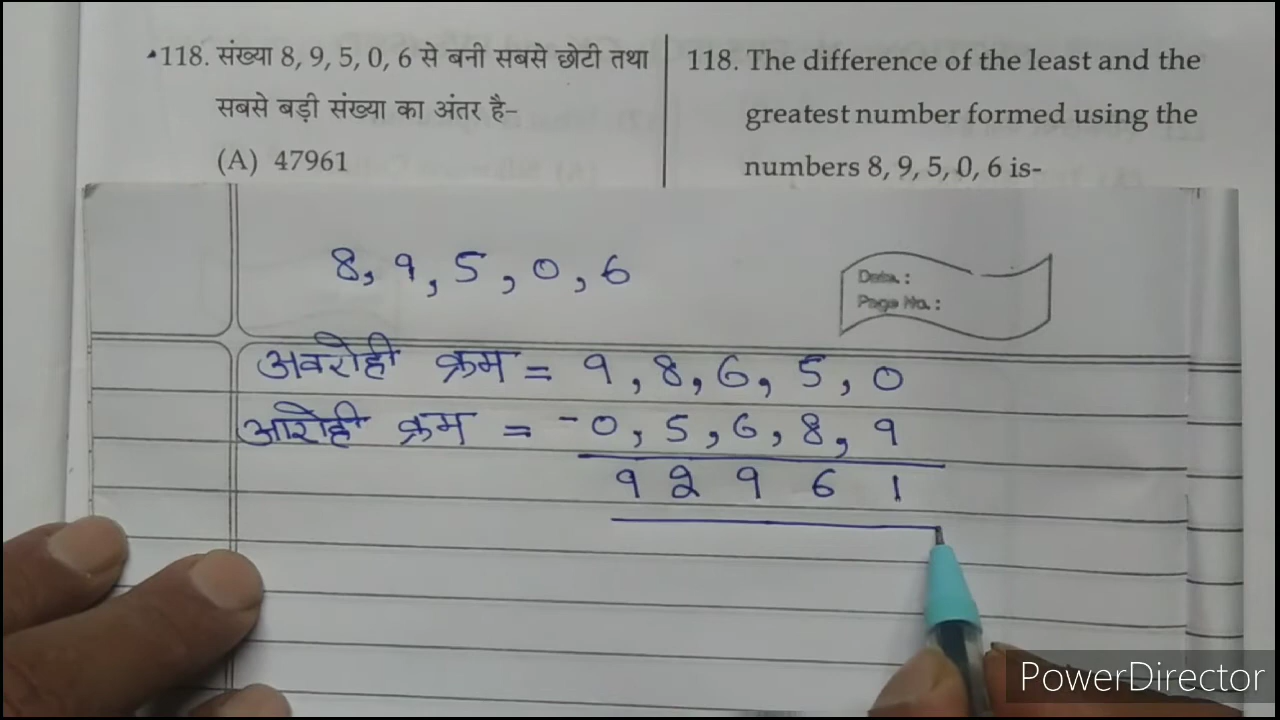 118. संख्या 8, 9, 5, 0, 6 से बनी सबसे छोटी तथा
सबसे बड़ी संख्या का अंतर है-
(A) 47961
118. The difference of the least and the
greatest number formed using the
numbers 8, 9, 5, 0, 6 is-
8, 9, 5, 0, 6
Date :
Page No. :
अवरोही क्रम = 9, 8, 6, 5, 0
आरोही क्रम = -0, 5, 6, 8, 9
9 2 9 6 1
PowerDirector